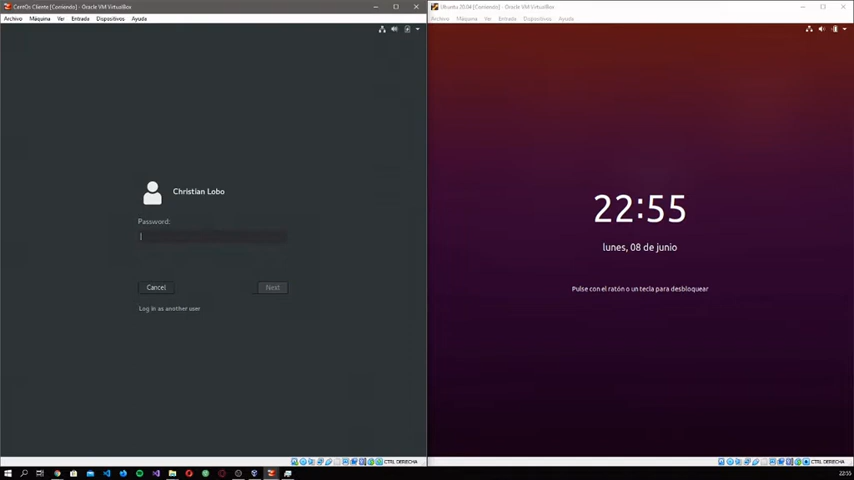 CentOs Cliente [Corriendo] - Oracle VM VirtualBox
Archivo Máquina Ver Entrada Dispositivos Ayuda
Christian Lobo
Password:
Cancel
Next
Log in as another user
CTRL DERECHA
Ubuntu 20.04 [Corriendo] - Oracle VM VirtualBox
Archivo Máquina Ver Entrada Dispositivos Ayuda
22:55
lunes, 08 de junio
Pulse con el ratón o un tecla para desbloquear
CTRL DERECHA
22:55